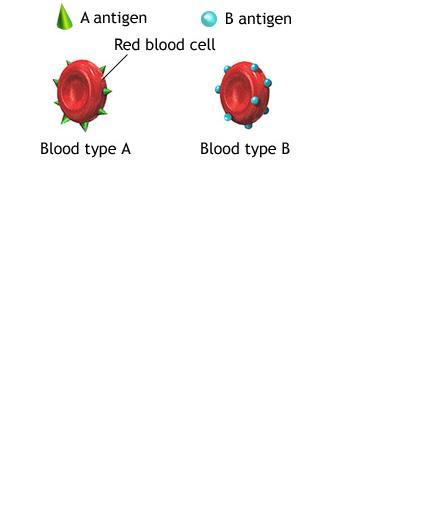 A antigen
B antigen
Red blood cell
Blood type A
Blood type B